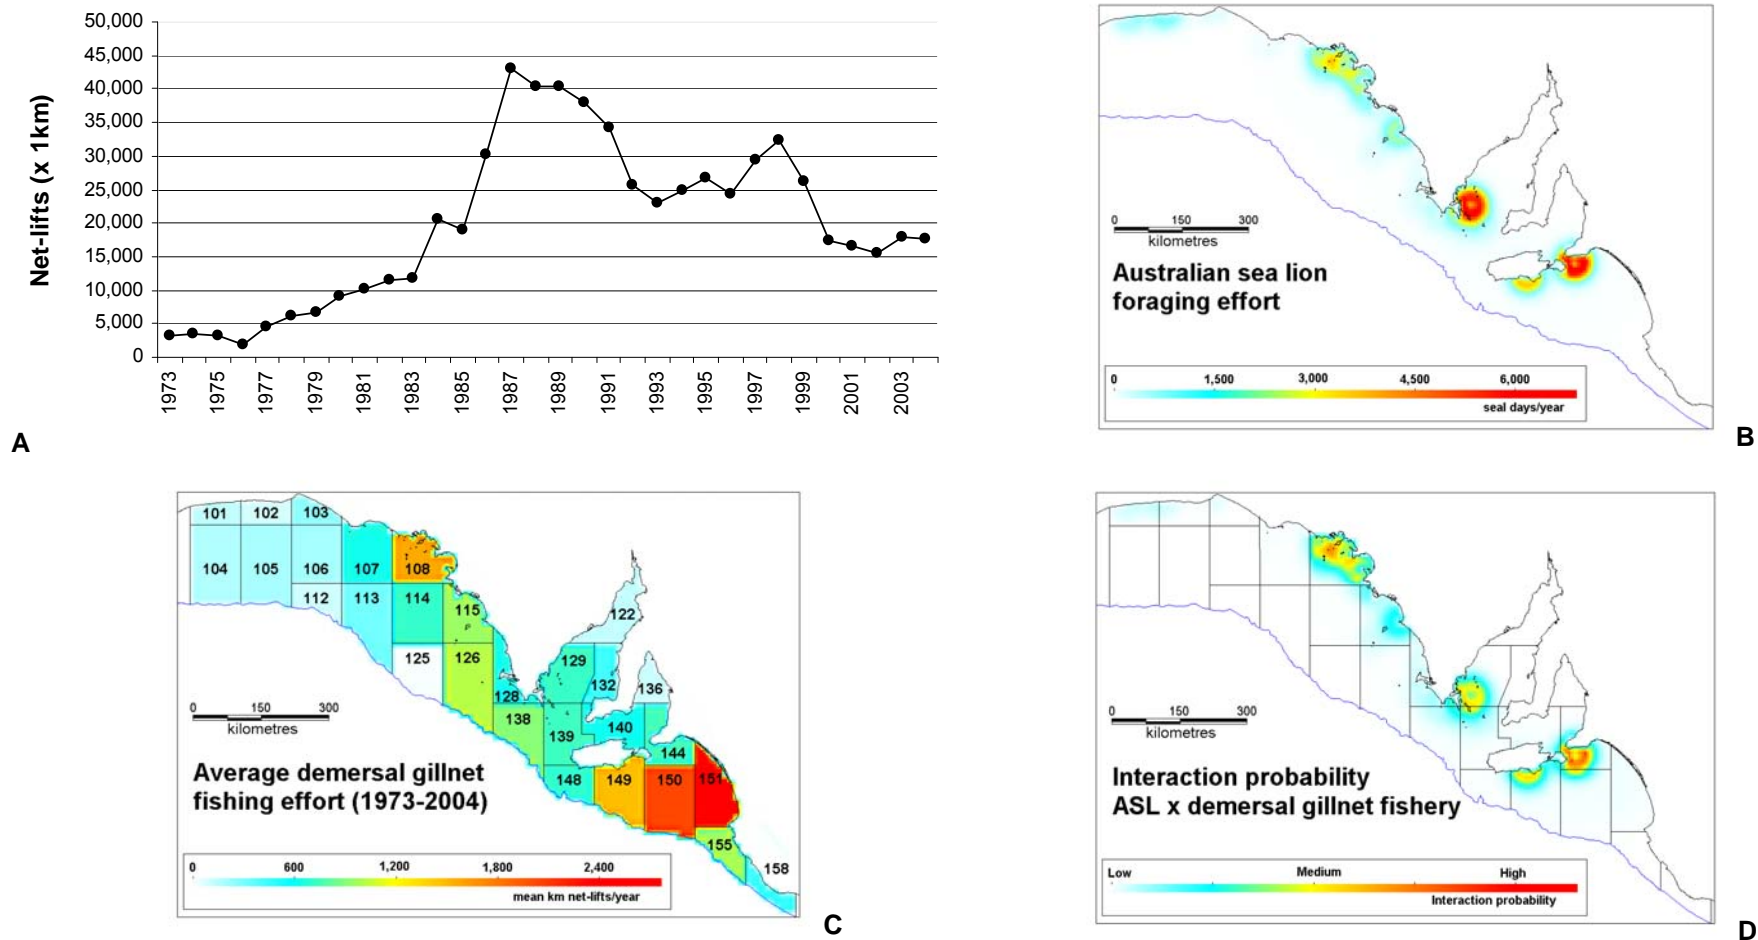 50,000
45,000
40,000
35,000
30,000
25,000
20,000
15,000
10,000
5,000
0
Net-lifts (x 1km)
1973
1975
1977
1979
1981
1983
1985
1987
1989
1991
1993
1995
1997
1999
2001
2003
A
0 150 300
kilometres
Australian sea lion
foraging effort
0 1,500 3,000 4,500 6,000
seal days/year
B
101 102 103
104 105 106 107 108
112 113 114 115
122
125 126 129
128 132 136
138 139 140
144
148 149 150 151
155
158
0 150 300
kilometres
Average demersal gillnet
fishing effort (1973-2004)
0 600 1,200 1,800 2,400
mean km net-lifts/year
C
0 150 300
kilometres
Interaction probability
ASL x demersal gillnet fishery
Low Medium High
Interaction probability
D